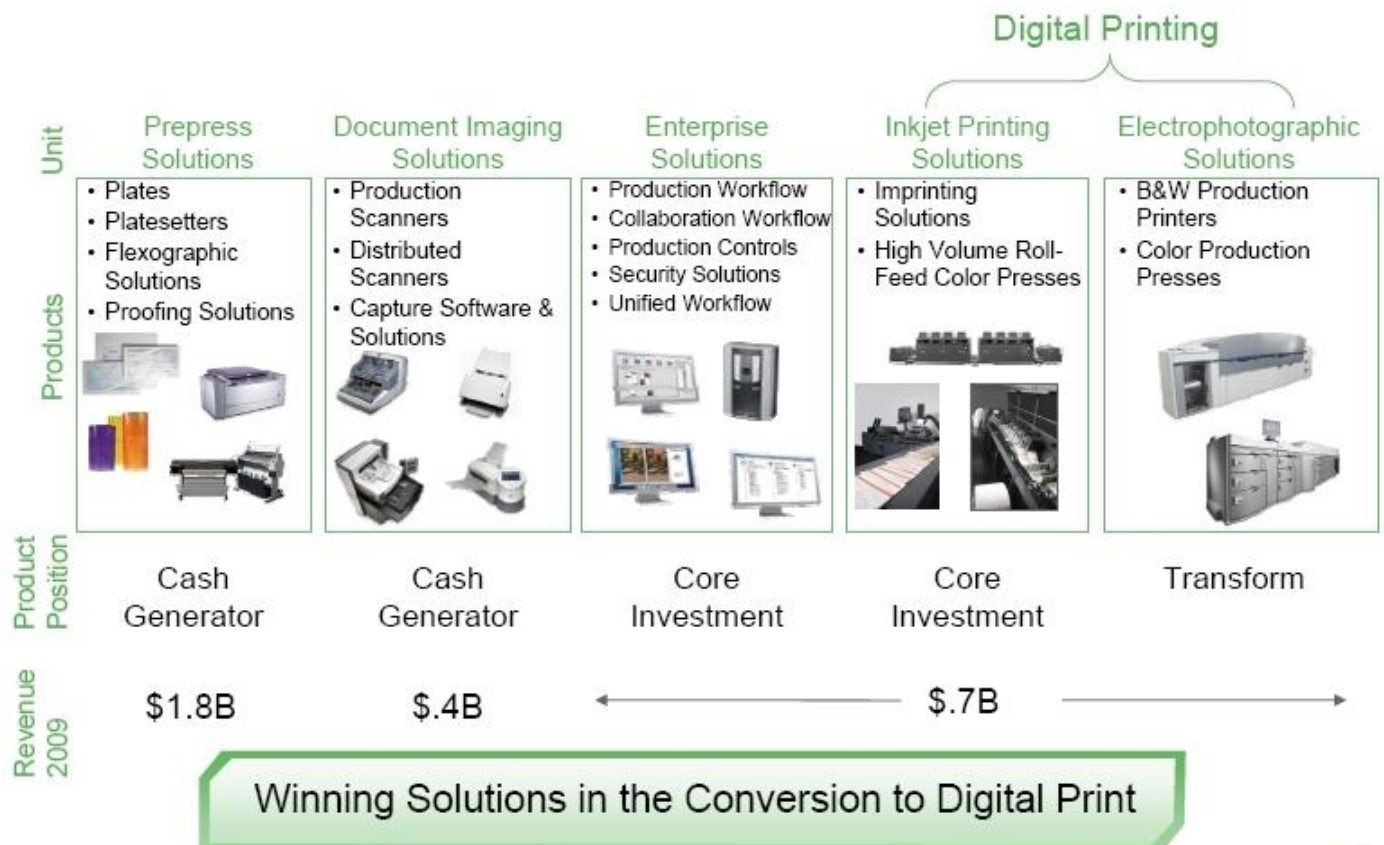 Digital Printing
Unit
Prepress
Solutions
Document Imaging
Solutions
Enterprise
Solutions
Inkjet Printing
Solutions
Electrophotographic
Solutions
Products
• Plates
• Platesetters
• Flexographic
Solutions
• Proofing Solutions
• Production
Scanners
• Distributed
Scanners
• Capture Software &
Solutions
• Production Workflow
• Collaboration Workflow
• Production Controls
• Security Solutions
• Unified Workflow
• Imprinting
Solutions
• High Volume Roll-
Feed Color Presses
• B&W Production
Printers
• Color Production
Presses
Product
Position
Cash
Generator
Cash
Generator
Core
Investment
Core
Investment
Transform
Revenue
2009
$1.8B
$.4B
$.7B
Winning Solutions in the Conversion to Digital Print